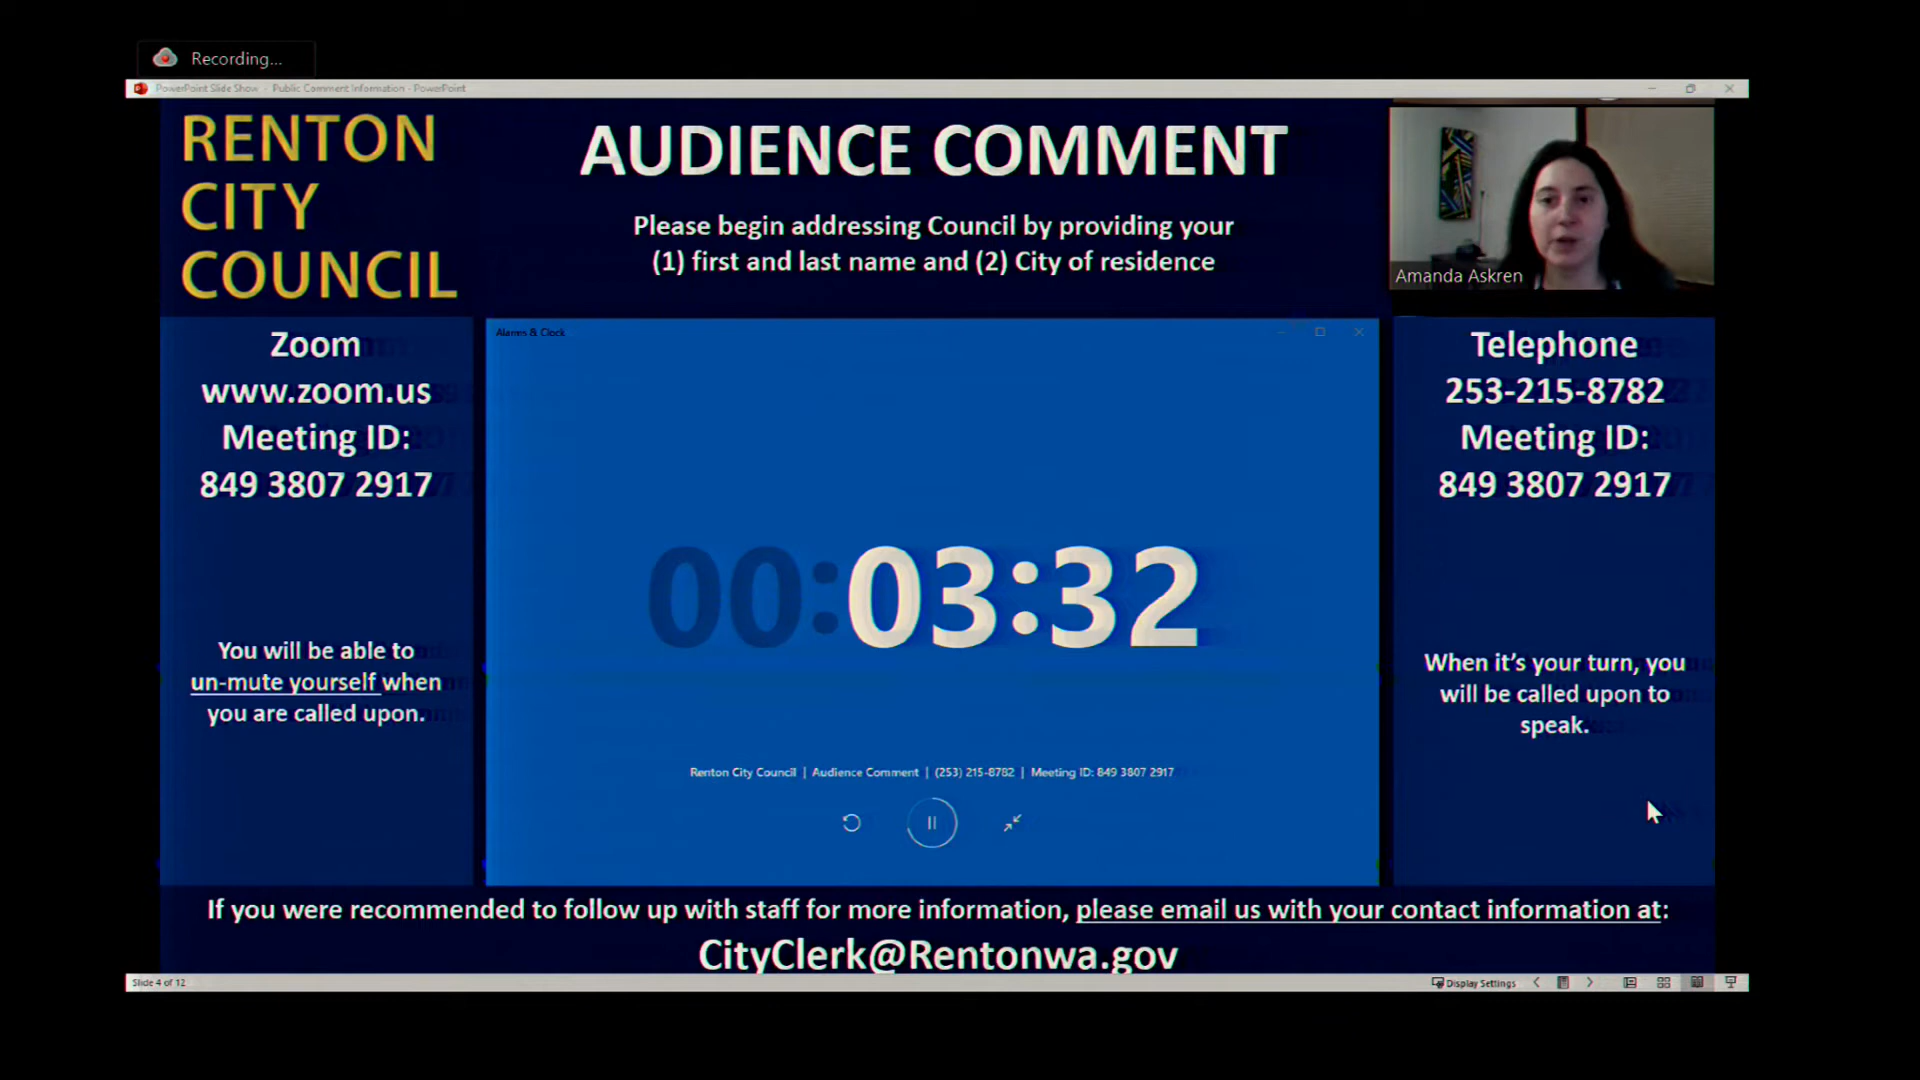 Recording...
PowerPoint Slide Show - Public Comment Information - PowerPoint
RENTON
CITY
COUNCIL
AUDIENCE COMMENT
Please begin addressing Council by providing your
(1) first and last name and (2) City of residence
Amanda Askren
Zoom
www.zoom.us
Meeting ID:
849 3807 2917
You will be able to
un-mute yourself when
you are called upon.
Alarms & Clock
00:03:32
Renton City Council | Audience Comment | (253) 215-8782 | Meeting ID: 849 3807 2917
Telephone
253-215-8782
Meeting ID:
849 3807 2917
When it's your turn, you
will be called upon to
speak.
If you were recommended to follow up with staff for more information, please email us with your contact information at:
CityClerk@Rentonwa.gov
Slide 4 of 12
Display Settings